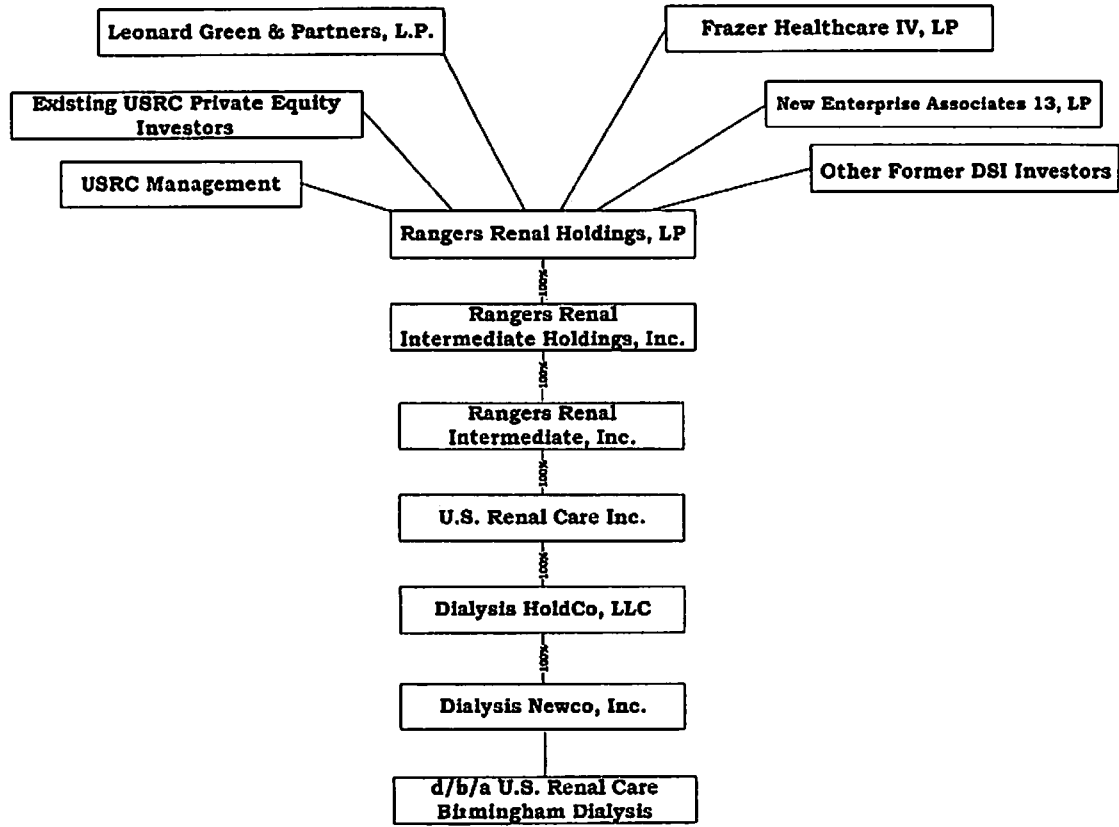 Leonard Green & Partners, L.P.
Frazer Healthcare IV, LP
Existing USRC Private Equity
Investors
New Enterprise Associates 13, LP
USRC Management
Other Former DSI Investors
Rangers Renal Holdings, LP
100%
Rangers Renal
Intermediate Holdings, Inc.
100%
Rangers Renal
Intermediate, Inc.
100%
U.S. Renal Care Inc.
100%
Dialysis HoldCo, LLC
100%
Dialysis Newco, Inc.
d/b/a U.S. Renal Care
Birmingham Dialysis